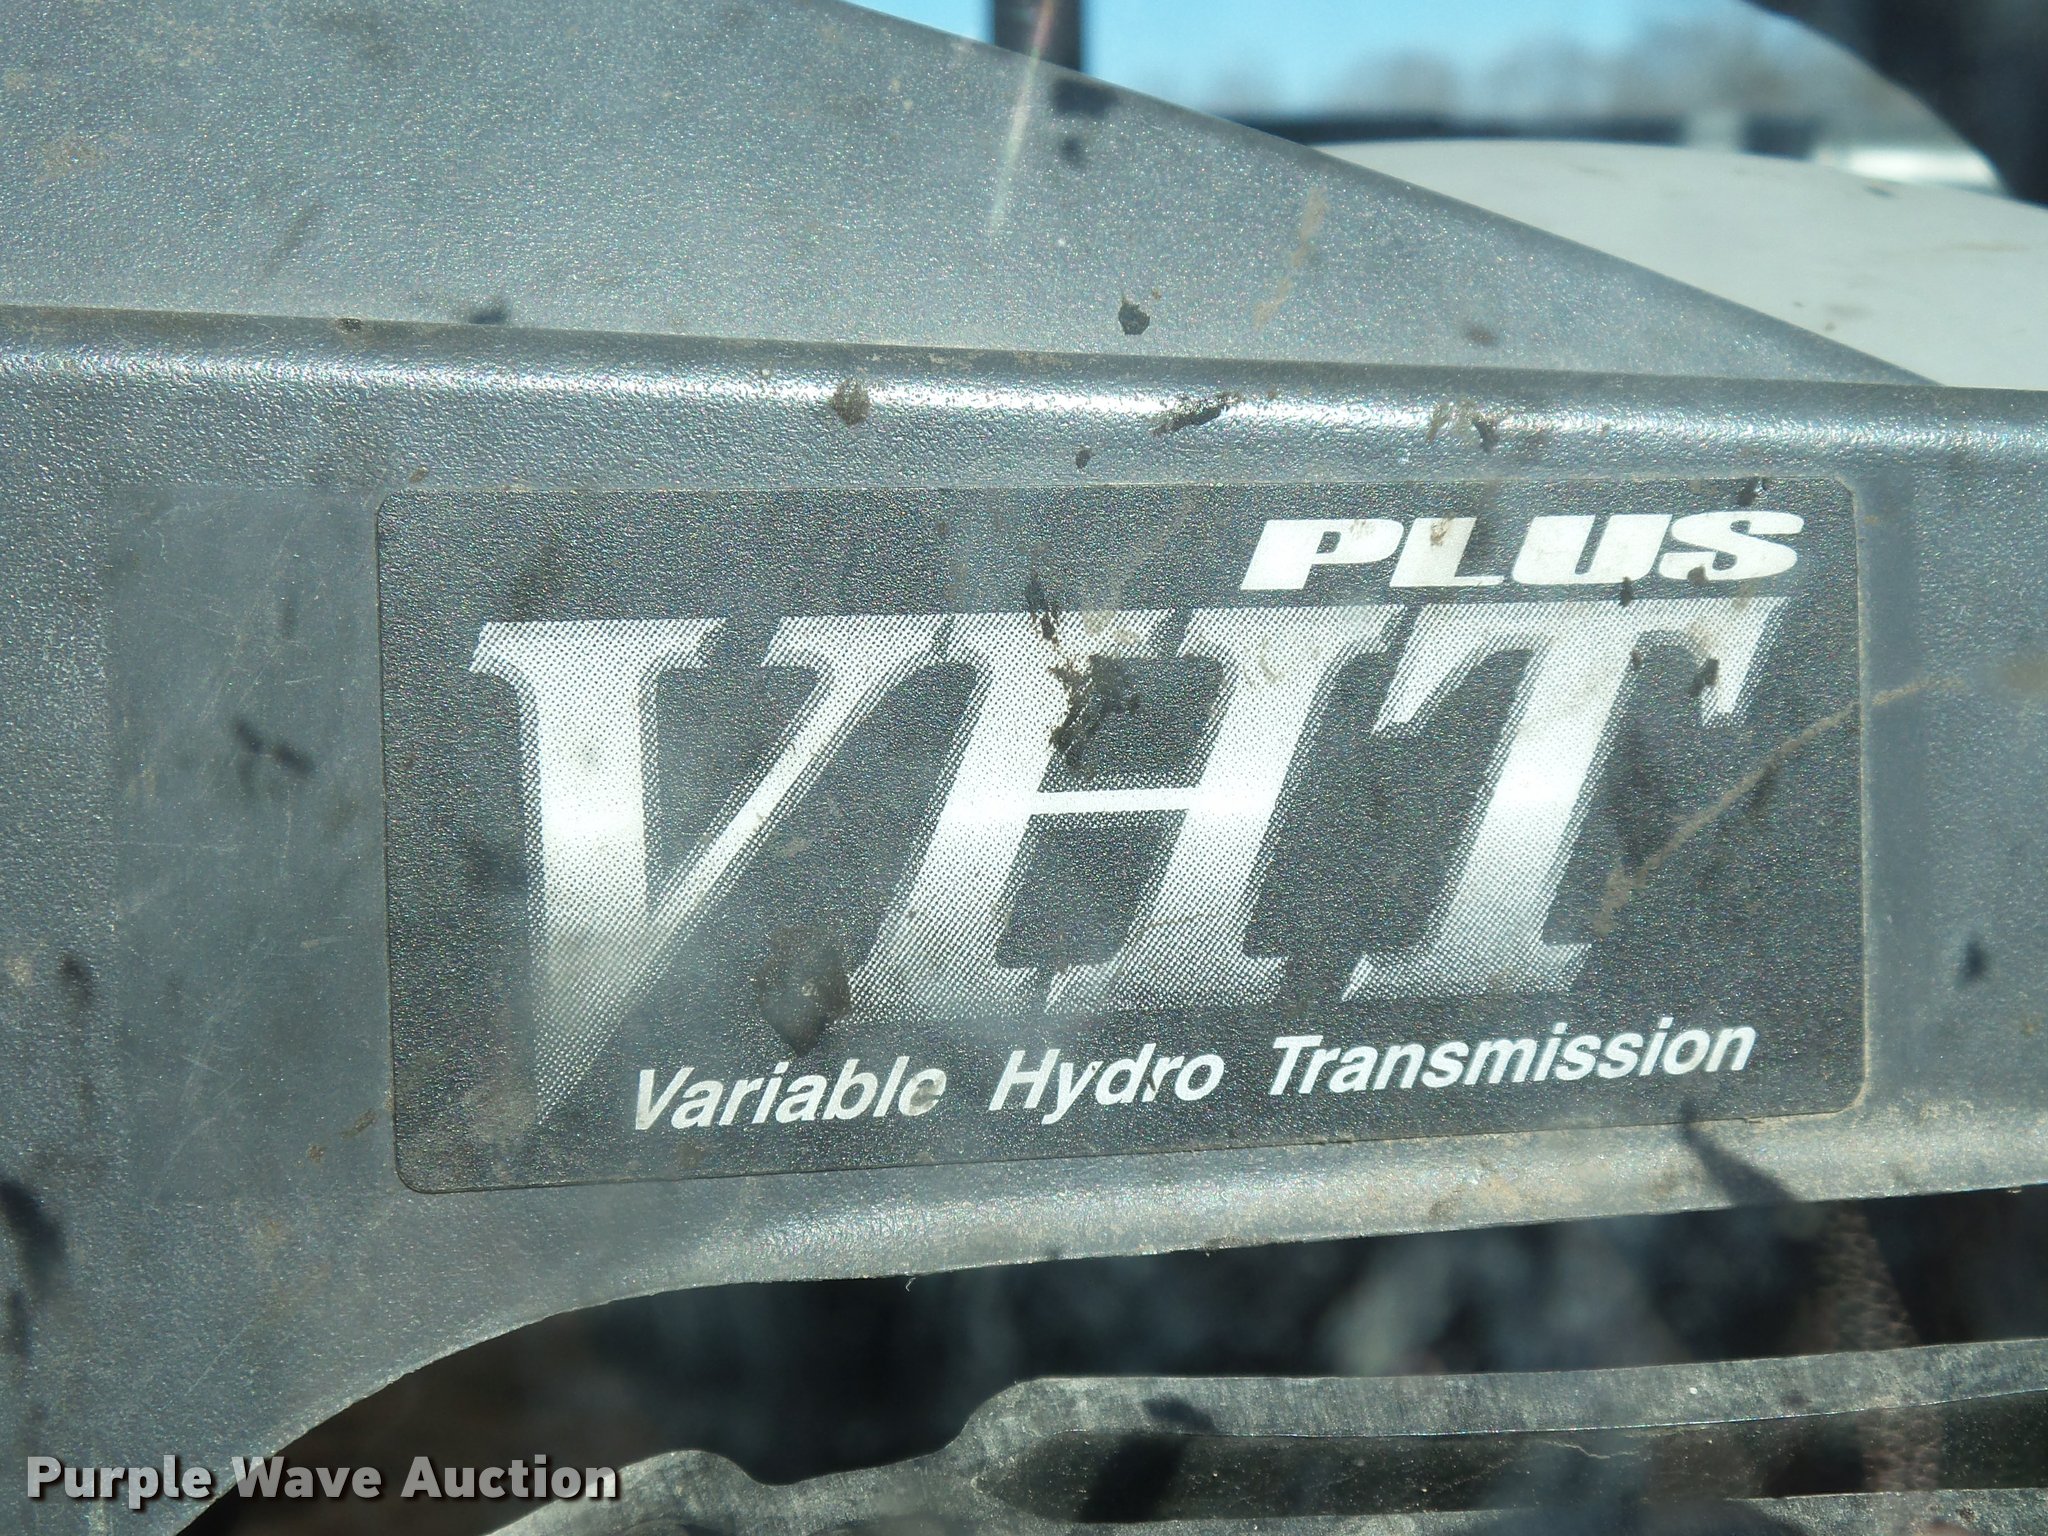 PLUS
VHT
Variable Hydro Transmission
Purple Wave Auction